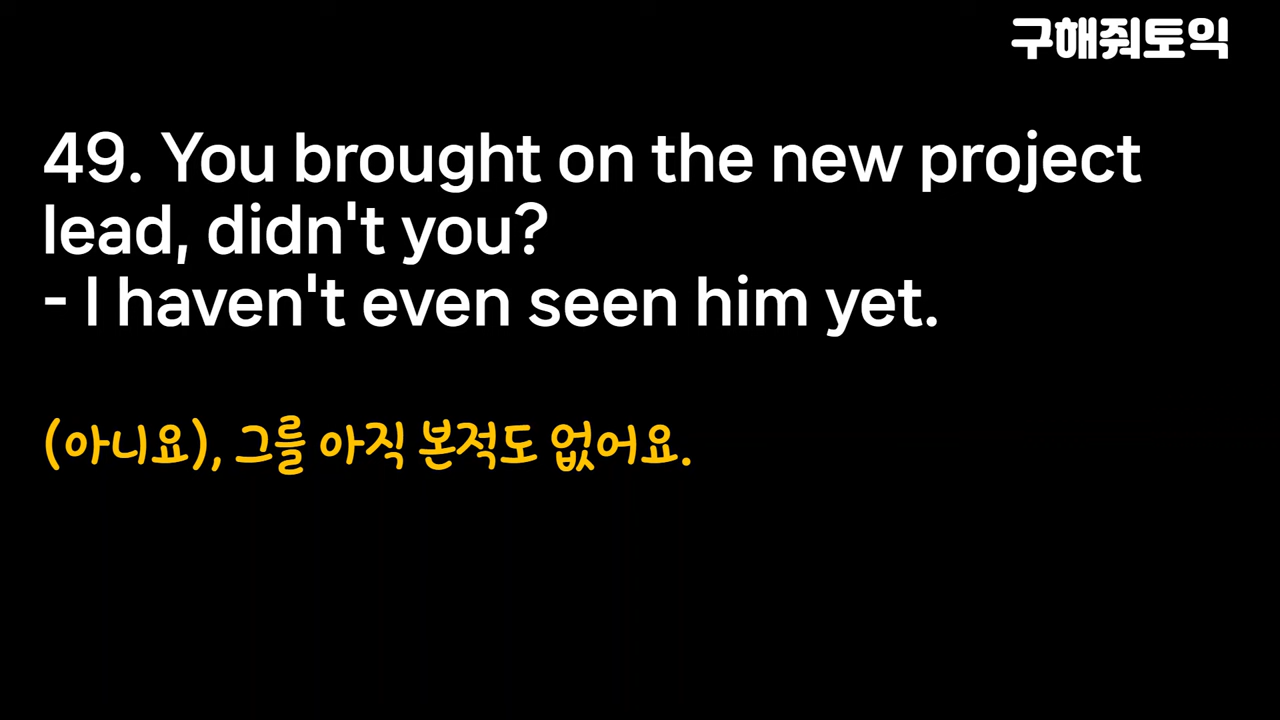 구해줘토익
49. You brought on the new project
lead, didn't you?
- I haven't even seen him yet.
(아니요), 그를 아직 본적도 없어요.